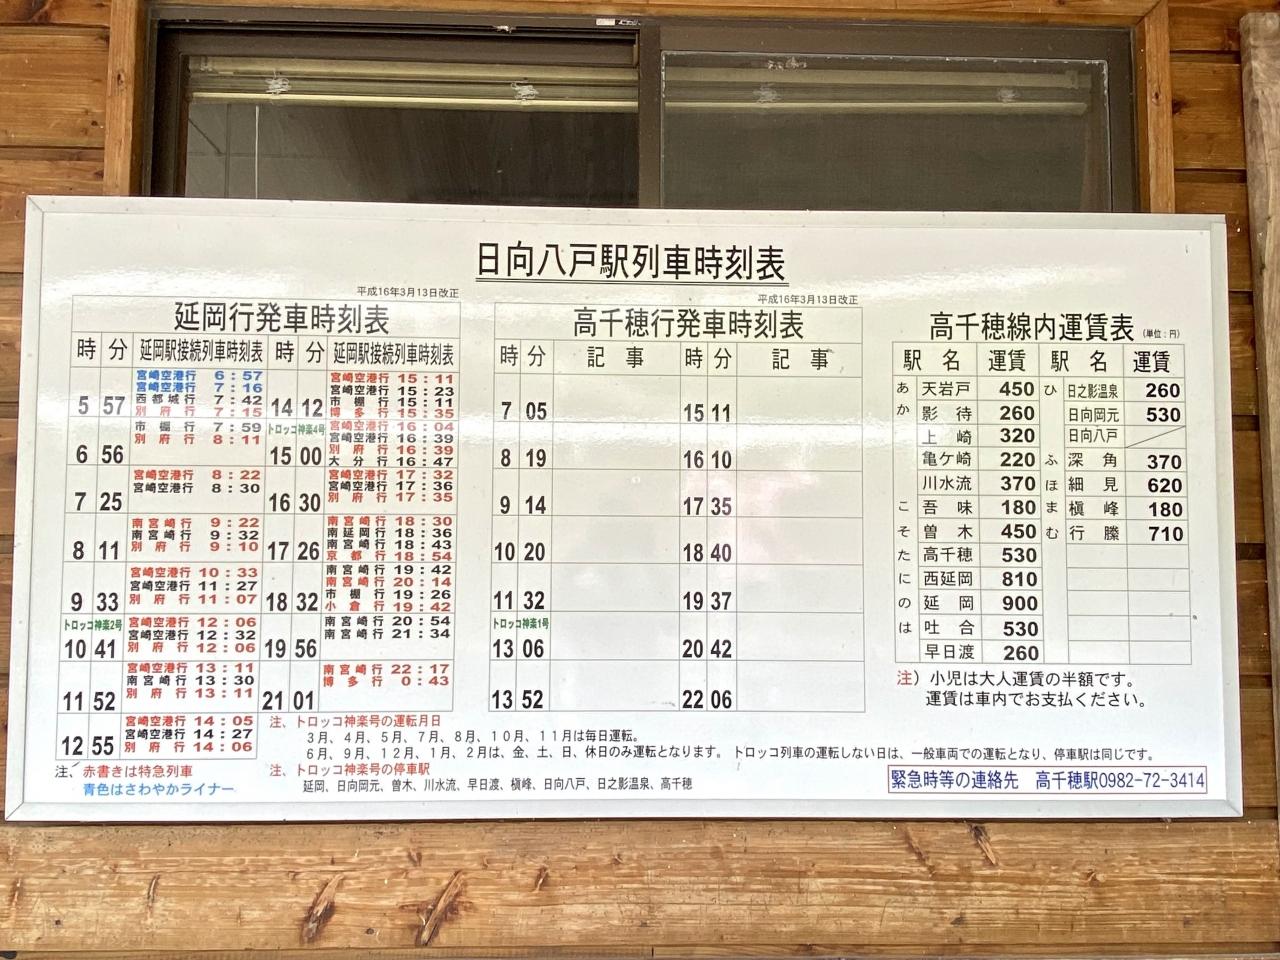 日向八戸駅列車時刻表
平成16年3月13日改正
延岡行発車時刻表
時 分 延岡駅接続列車時刻表 時 分 延岡駅接続列車時刻表
5 57
宮崎空港行 6:57
宮崎空港行 7:16
西都城行 7:42
別府行 7:15
6 56
市棚行 7:59
別府行 8:11
7 25
宮崎空港行 8:22
宮崎空港行 8:30
8 11
南宮崎行 9:22
南宮崎行 9:32
別府行 9:10
9 33
宮崎空港行 10:33
宮崎空港行 11:27
別府行 11:07
トロッコ神楽2号
10 41
宮崎空港行 12:06
宮崎空港行 12:32
別府行 12:06
11 52
宮崎空港行 13:11
南宮崎行 13:30
別府行 13:11
12 55
宮崎空港行 14:05
宮崎空港行 14:27
別府行 14:06
14 12
宮崎空港行 15:11
宮崎空港行 15:23
市棚行 15:11
博多行 15:35
トロッコ神楽4号
15 00
宮崎空港行 16:04
宮崎空港行 16:39
別府行 16:39
大分行 16:47
16 30
宮崎空港行 17:32
宮崎空港行 17:36
別府行 17:35
17 26
南宮崎行 18:30
南延岡行 18:36
南宮崎行 18:43
京都行 18:54
18 32
南宮崎行 19:42
南宮崎行 20:14
市棚行 19:26
小倉行 19:42
19 56
南宮崎行 20:54
南宮崎行 21:34
21 01
南宮崎行 22:17
博多行 0:43
注、赤書きは特急列車
青色はさわやかライナー
平成16年3月13日改正
高千穂行発車時刻表
時 分 記事 時 分 記事
7 05 15 11
8 19 16 10
9 14 17 35
10 20 18 40
11 32 19 37
トロッコ神楽1号
13 06 20 42
13 52 22 06
高千穂線内運賃表 (単位:円)
駅名 運賃 駅名 運賃
あ 天岩戸 450 ひ 日之影温泉 260
か 影待 260 日向岡元 530
上崎 320 日向八戸
亀ケ崎 220 ふ 深角 370
川水流 370 ほ 細見 620
こ 吾味 180 ま 槇峰 180
そ 曽木 450 む 行縢 710
た 高千穂 530
に 西延岡 810
の 延岡 900
は 吐合 530
早日渡 260
注）小児は大人運賃の半額です。
運賃は車内でお支払ください。
注、トロッコ神楽号の運転月日
3月、4月、5月、7月、8月、10月、11月は毎日運転。
6月、9月、12月、1月、2月は、金、土、日、休日のみ運転となります。 トロッコ列車の運転しない日は、一般車両での運転となり、停車駅は同じです。
注、トロッコ神楽号の停車駅
延岡、日向岡元、曽木、川水流、早日渡、槇峰、日向八戸、日之影温泉、高千穂
緊急時等の連絡先 高千穂駅0982-72-3414